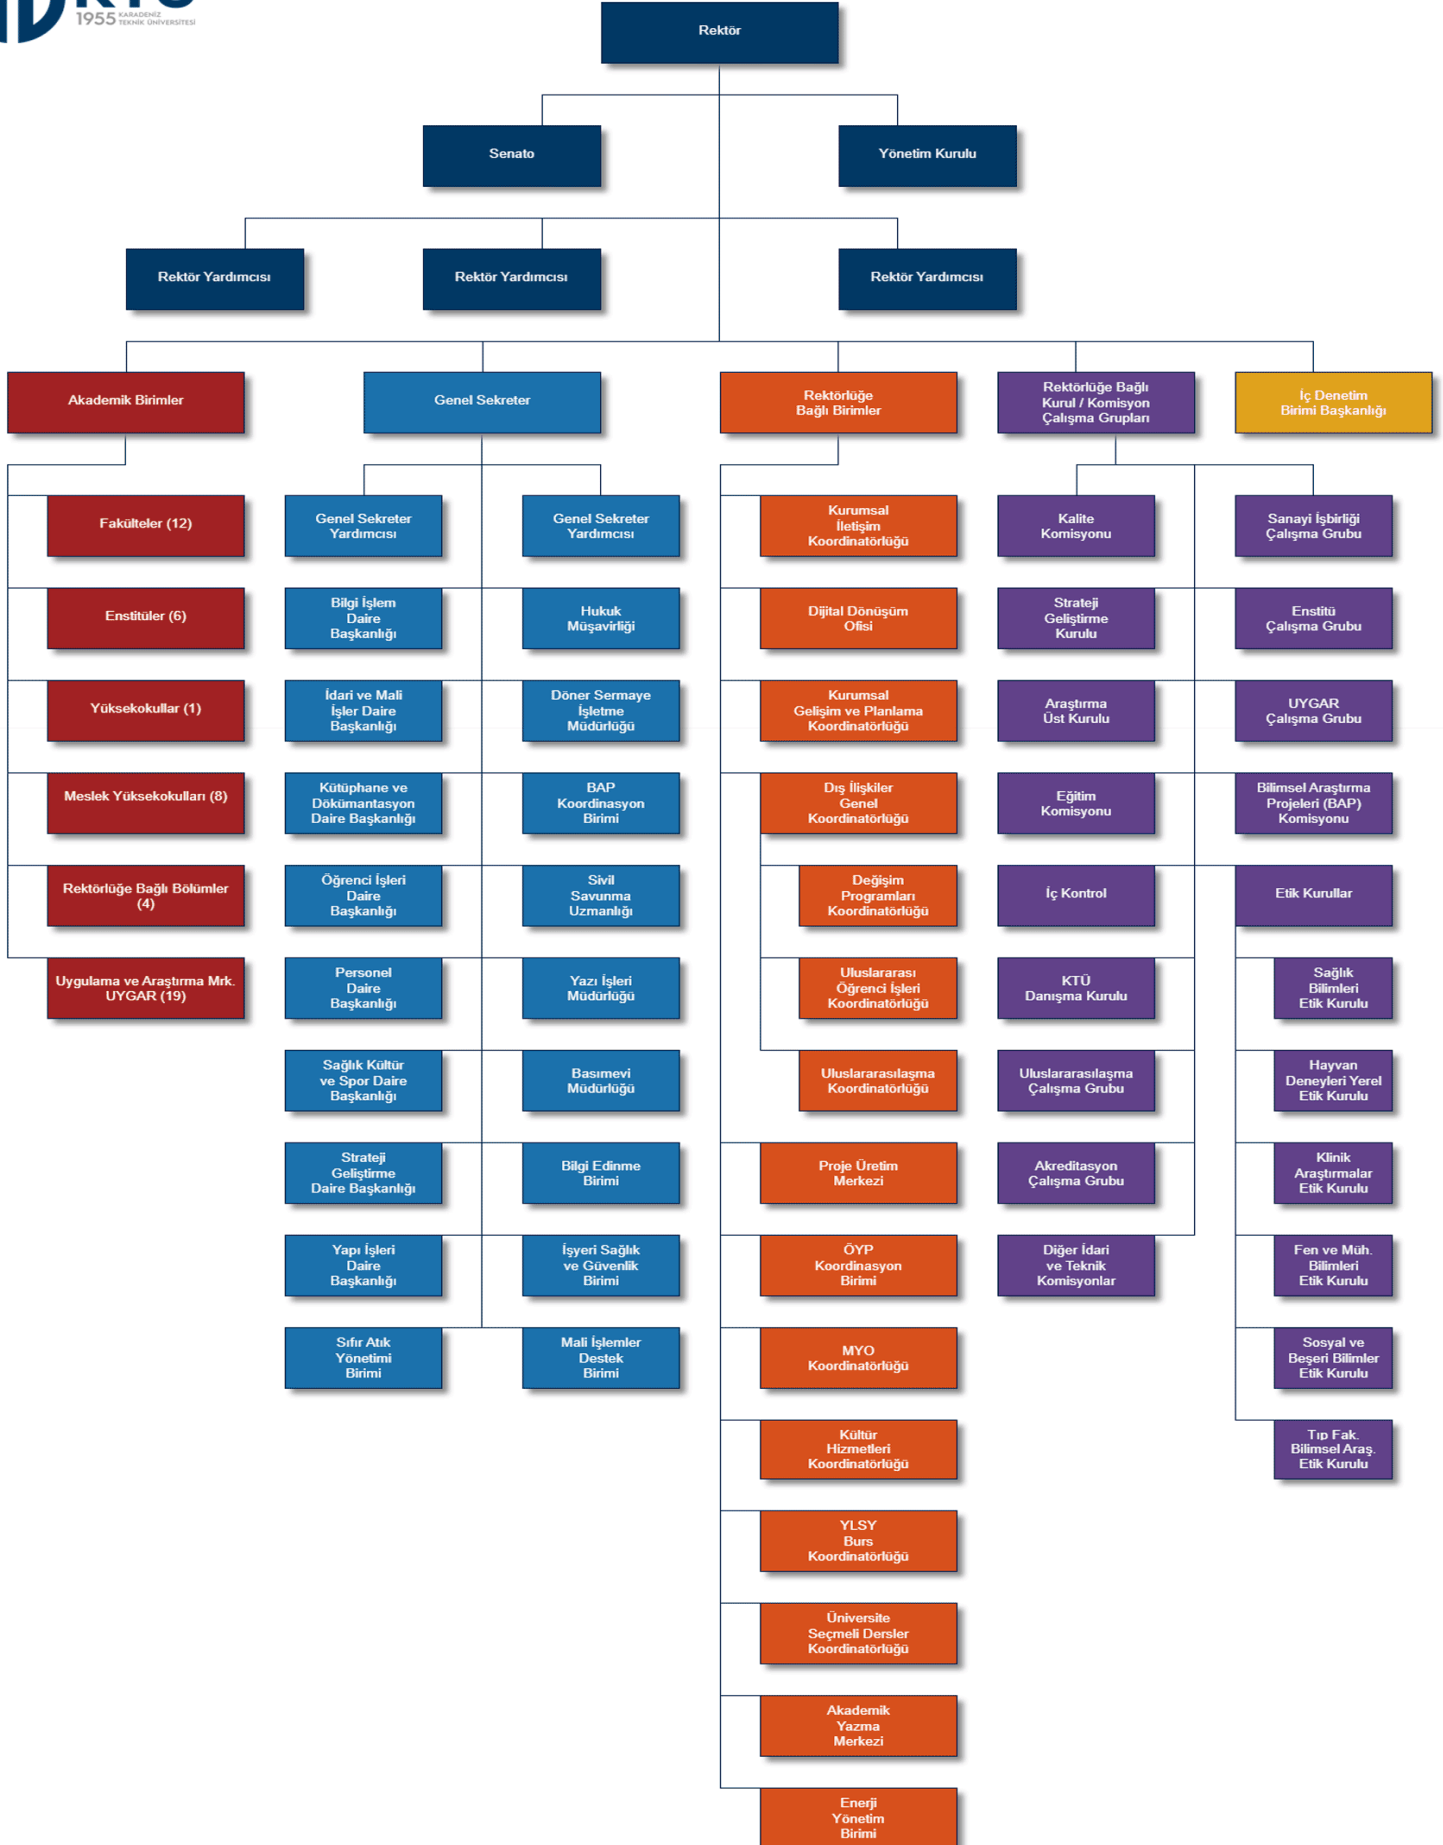 1955 KARADENİZ
TEKNİK ÜNİVERSİTESİ
Rektör
Senato
Yönetim Kurulu
Rektör Yardımcısı
Rektör Yardımcısı
Rektör Yardımcısı
Akademik Birimler
Fakülteler (12)
Enstitüler (6)
Yüksekokullar (1)
Meslek Yüksekokulları (8)
Rektörlüğe Bağlı Bölümler
(4)
Uygulama ve Araştırma Mrk.
UYGAR (19)
Genel Sekreter
Genel Sekreter
Yardımcısı
Bilgi İşlem
Daire
Başkanlığı
İdari ve Mali
İşler Daire
Başkanlığı
Kütüphane ve
Dökümantasyon
Daire Başkanlığı
Öğrenci İşleri
Daire
Başkanlığı
Personel
Daire
Başkanlığı
Sağlık Kültür
ve Spor Daire
Başkanlığı
Strateji
Geliştirme
Daire Başkanlığı
Yapı İşleri
Daire
Başkanlığı
Sıfır Atık
Yönetimi
Birimi
Genel Sekreter
Yardımcısı
Hukuk
Müşavirliği
Döner Sermaye
İşletme
Müdürlüğü
BAP
Koordinasyon
Birimi
Sivil
Savunma
Uzmanlığı
Yazı İşleri
Müdürlüğü
Basımevi
Müdürlüğü
Bilgi Edinme
Birimi
İşyeri Sağlık
ve Güvenlik
Birimi
Mali İşlemler
Destek
Birimi
Rektörlüğe
Bağlı Birimler
Kurumsal
İletişim
Koordinatörlüğü
Dijital Dönüşüm
Ofisi
Kurumsal
Gelişim ve Planlama
Koordinatörlüğü
Dış İlişkiler
Genel
Koordinatörlüğü
Değişim
Programları
Koordinatörlüğü
Uluslararası
Öğrenci İşleri
Koordinatörlüğü
Uluslararasılaşma
Koordinatörlüğü
Proje Üretim
Merkezi
ÖYP
Koordinasyon
Birimi
MYO
Koordinatörlüğü
Kültür
Hizmetleri
Koordinatörlüğü
YLSY
Burs
Koordinatörlüğü
Üniversite
Seçmeli Dersler
Koordinatörlüğü
Akademik
Yazma
Merkezi
Enerji
Yönetim
Birimi
Rektörlüğe Bağlı
Kurul / Komisyon
Çalışma Grupları
Kalite
Komisyonu
Strateji
Geliştirme
Kurulu
Araştırma
Üst Kurulu
Eğitim
Komisyonu
İç Kontrol
KTÜ
Danışma Kurulu
Uluslararasılaşma
Çalışma Grubu
Akreditasyon
Çalışma Grubu
Diğer İdari
ve Teknik
Komisyonlar
Sanayi İşbirliği
Çalışma Grubu
Enstitü
Çalışma Grubu
UYGAR
Çalışma Grubu
Bilimsel Araştırma
Projeleri (BAP)
Komisyonu
Etik Kurullar
Sağlık
Bilimleri
Etik Kurulu
Hayvan
Deneyleri Yerel
Etik Kurulu
Klinik
Araştırmalar
Etik Kurulu
Fen ve Müh.
Bilimleri
Etik Kurulu
Sosyal ve
Beşeri Bilimler
Etik Kurulu
Tıp Fak.
Bilimsel Araş.
Etik Kurulu
İç Denetim
Birimi Başkanlığı